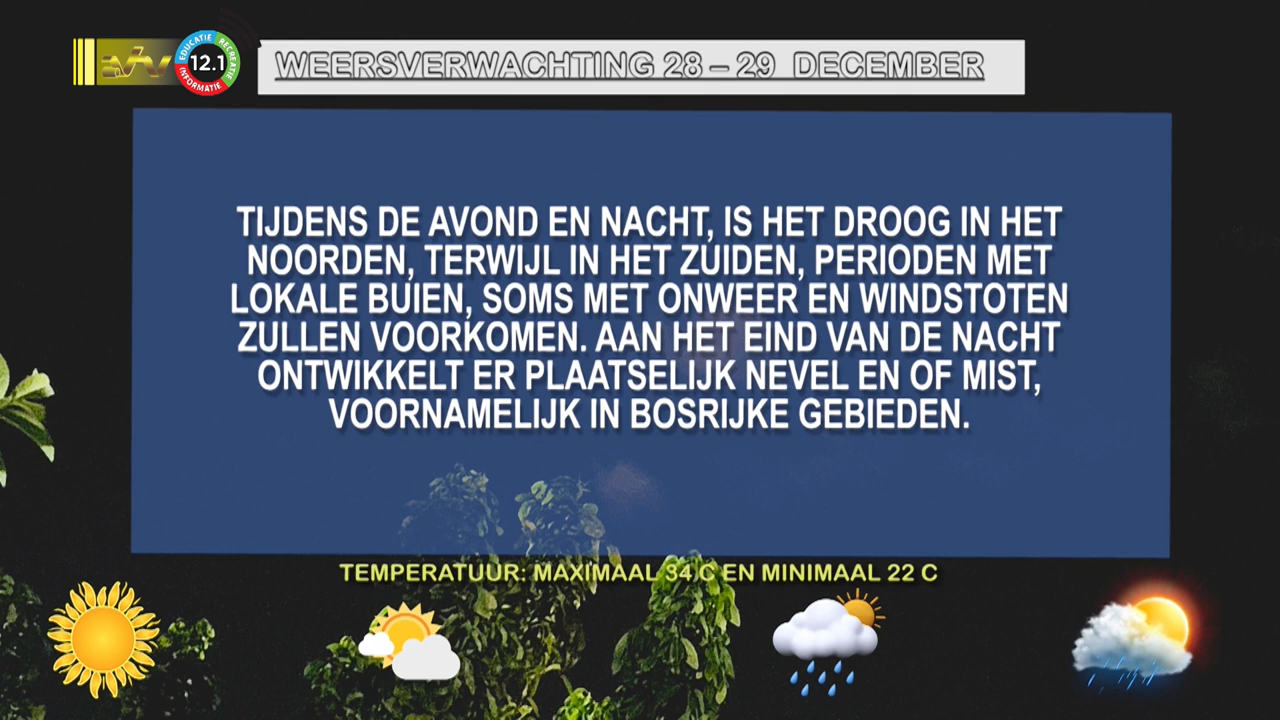 EDUCATIE
RECREATIE
INFORMATIE
12.1
WEERSVERWACHTING 28 – 29 DECEMBER
TIJDENS DE AVOND EN NACHT, IS HET DROOG IN HET
NOORDEN, TERWIJL IN HET ZUIDEN, PERIODEN MET
LOKALE BUIEN, SOMS MET ONWEER EN WINDSTOTEN
ZULLEN VOORKOMEN. AAN HET EIND VAN DE NACHT
ONTWIKKELT ER PLAATSELIJK NEVEL EN OF MIST,
VOORNAMELIJK IN BOSRIJKE GEBIEDEN.
TEMPERATUUR: MAXIMAAL 34 C EN MINIMAAL 22 C